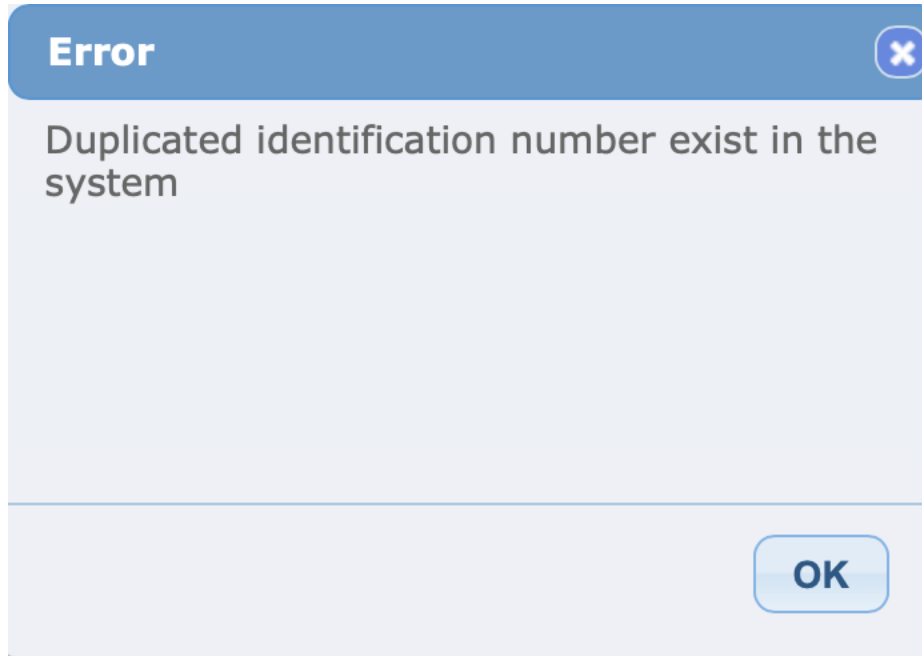 Error
Duplicated identification number exist in the
system
OK